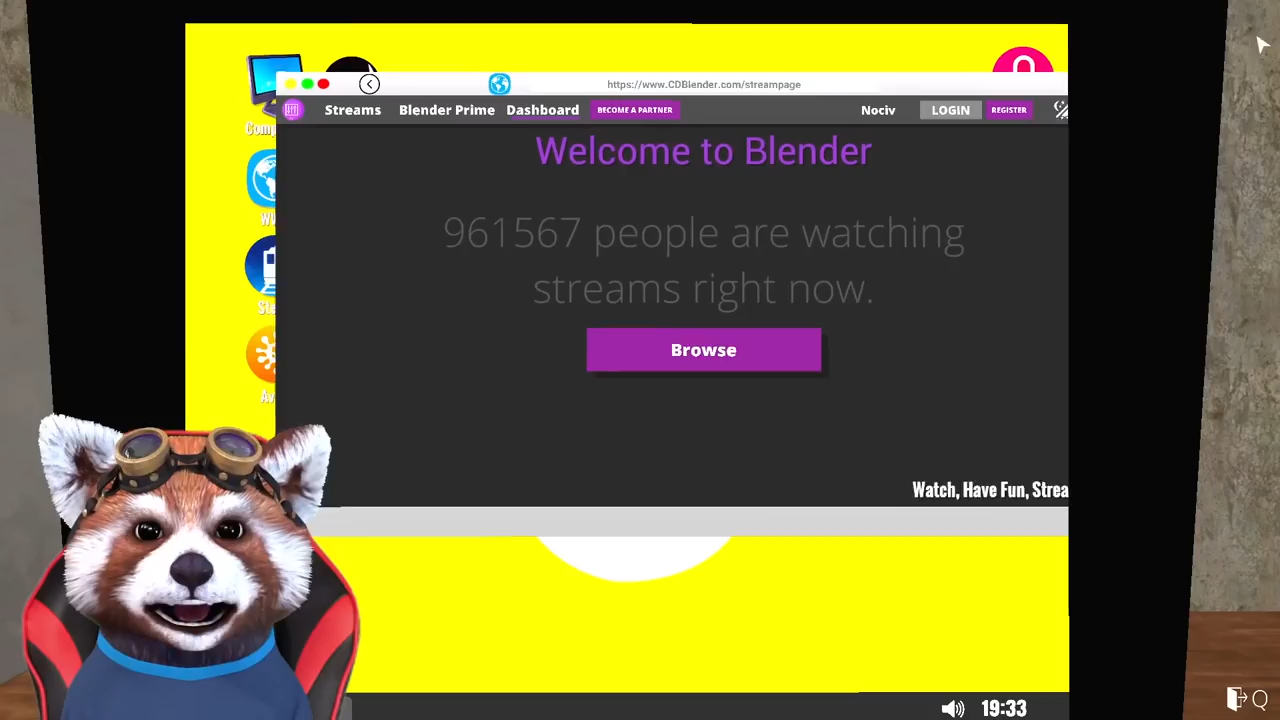 https://www.CDBlender.com/streampage
Streams Blender Prime Dashboard BECOME A PARTNER Nociv LOGIN REGISTER
Welcome to Blender
961567 people are watching
streams right now.
Browse
Watch, Have Fun, Strea
19:33
Q